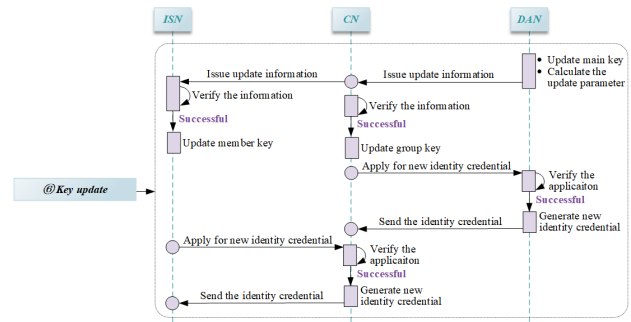 ISN
CN
DAN
• Update main key
• Calculate the
update parameter
Issue update information
Issue update information
Verify the information
Verify the information
Successful
Successful
Update member key
Update group key
Apply for new identity credential
⑥ Key update
Verify the
applicaiton
Successful
Send the identity credential
Generate new
identity credential
Apply for new identity credential
Verify the
applicaiton
Successful
Send the identity credential
Generate new
identity credential